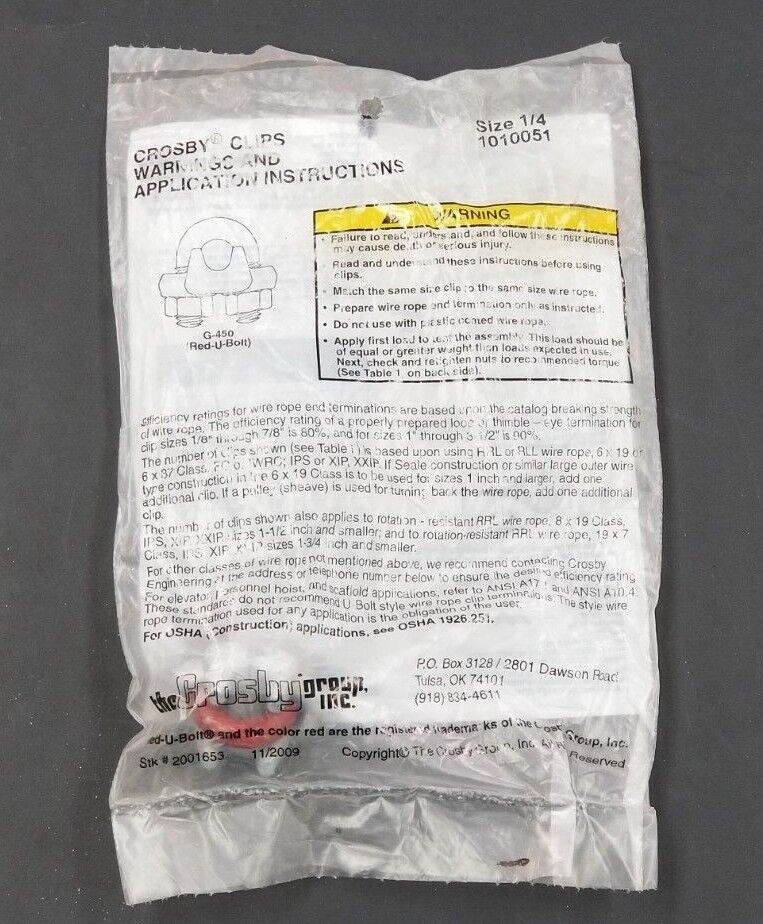 CROSBY® CLIPS
WARNINGS AND
APPLICATION INSTRUCTIONS
Size 1/4
1010051
G-450
(Red-U-Bolt)
WARNING
• Failure to read, understand, and follow these instructions
may cause death or serious injury.
• Read and understand these instructions before using
clips.
• Match the same size clip to the same size wire rope.
• Prepare wire rope end termination only as instructed.
• Do not use with plastic coated wire rope.
• Apply first load to test the assembly. This load should be
of equal or greater weight than loads expected in use.
Next, check and retighten nuts to recommended torque
(See Table 1, on back side).
Efficiency ratings for wire rope end terminations are based upon the catalog breaking strength
of wire rope. The efficiency rating of a properly prepared loop or thimble - eye termination for
clip sizes 1/8" through 7/8" is 80%, and for sizes 1" through 3-1/2" is 90%.
The number of clips shown (see Table 1) is based upon using RRL or RLL wire rope, 6 x 19 or
6 x 37 Class, FC or IWRC; IPS or XIP, XXIP. If Seale construction or similar large outer wire
type construction in the 6 x 19 Class is to be used for sizes 1 inch and larger, add one
additional clip. If a pulley (sheave) is used for turning back the wire rope, add one additional
clip.
The number of clips shown also applies to rotation - resistant RRL wire rope, 8 x 19 Class,
IPS, XIP, XXIP sizes 1-1/2 inch and smaller; and to rotation-resistant RRL wire rope, 19 x 7
Class, IPS, XIP, XXIP sizes 1-3/4 inch and smaller.
For other classes of wire rope not mentioned above, we recommend contacting Crosby
Engineering at the address or telephone number below to ensure the desired efficiency rating
For elevator, personnel hoist, and scaffold applications, refer to ANSI A17.1 and ANSI A10.4.
These standards do not recommend U-Bolt style wire rope clip terminations. The style wire
rope termination used for any application is the obligation of the user.
For OSHA (Construction) applications, see OSHA 1926.251.
the Crosby group,
INC.
P.O. Box 3128 / 2801 Dawson Road
Tulsa, OK 74101
(918) 834-4611
Red-U-Bolt® and the color red are the registered trademarks of the Crosby Group, Inc.
Stk # 2001653 11/2009 Copyright© The Crosby Group, Inc. All Reserved